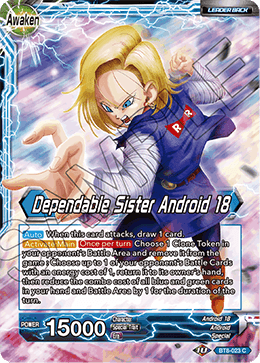 Awaken
LEADER BACK
Dependable Sister Android 18
Auto When this card attacks, draw 1 card.
Activate Main Once per turn Choose 1 Clone Token in
your opponent's Battle Area and remove it from the
game : Choose up to 1 of your opponent's Battle Cards
with an energy cost of 1, return it to its owner's hand,
then reduce the combo cost of all blue and green cards
in your hand and Battle Area by 1 for the duration of the
turn.
POWER 15000
Character Android 18
Special Trait Android
Era Special
BT8-023 C